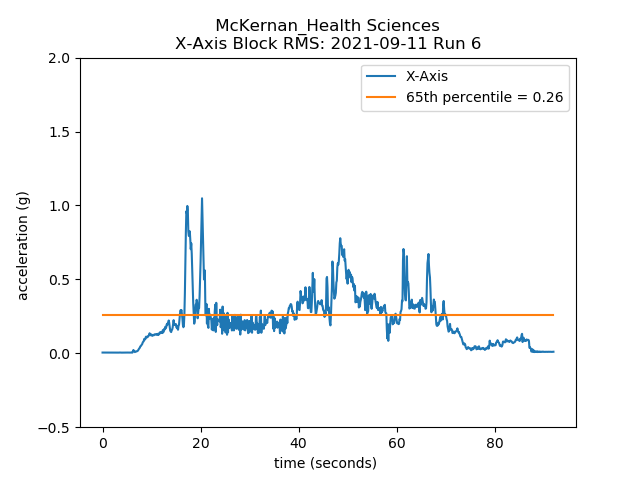 McKernan_Health Sciences
X-Axis Block RMS: 2021-09-11 Run 6
2.0
1.5
1.0
0.5
0.0
−0.5
acceleration (g)
X-Axis
65th percentile = 0.26
0 20 40 60 80
time (seconds)